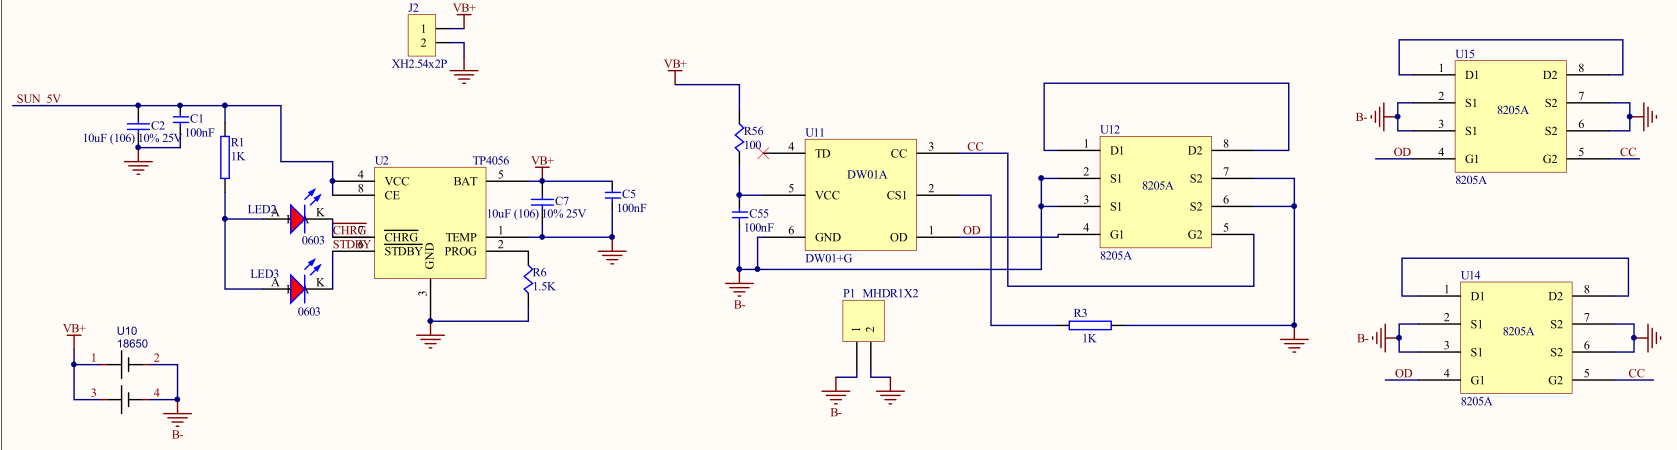 J2
VB+
1
2
XH2.54x2P
SUN_5V
C2
10uF (106) 10% 25V
C1
100nF
R1
1K
LED2
A
K
0603
CHRG
7
STDBY
6
LED3
A
K
0603
U2
TP4056
4
VCC
8
CE
CHRG
STDBY
GND
3
BAT
5
TEMP
1
PROG
2
VB+
C7
10uF (106) 10% 25V
C5
100nF
R6
1.5K
VB+
U10
18650
1
2
3
4
B-
VB+
R56
100
C55
100nF
B-
U11
4
TD
CC
3
CC
DW01A
5
VCC
CS1
2
6
GND
OD
1
OD
DW01+G
P1
MHDR1X2
1
2
B-
U12
1
D1
D2
8
2
S1
S2
7
8205A
3
S1
S2
6
4
G1
G2
5
8205A
R3
1K
U15
1
D1
D2
8
2
S1
S2
7
8205A
B-
3
S1
S2
6
OD
4
G1
G2
5
CC
8205A
U14
1
D1
D2
8
2
S1
S2
7
8205A
B-
3
S1
S2
6
OD
4
G1
G2
5
CC
8205A